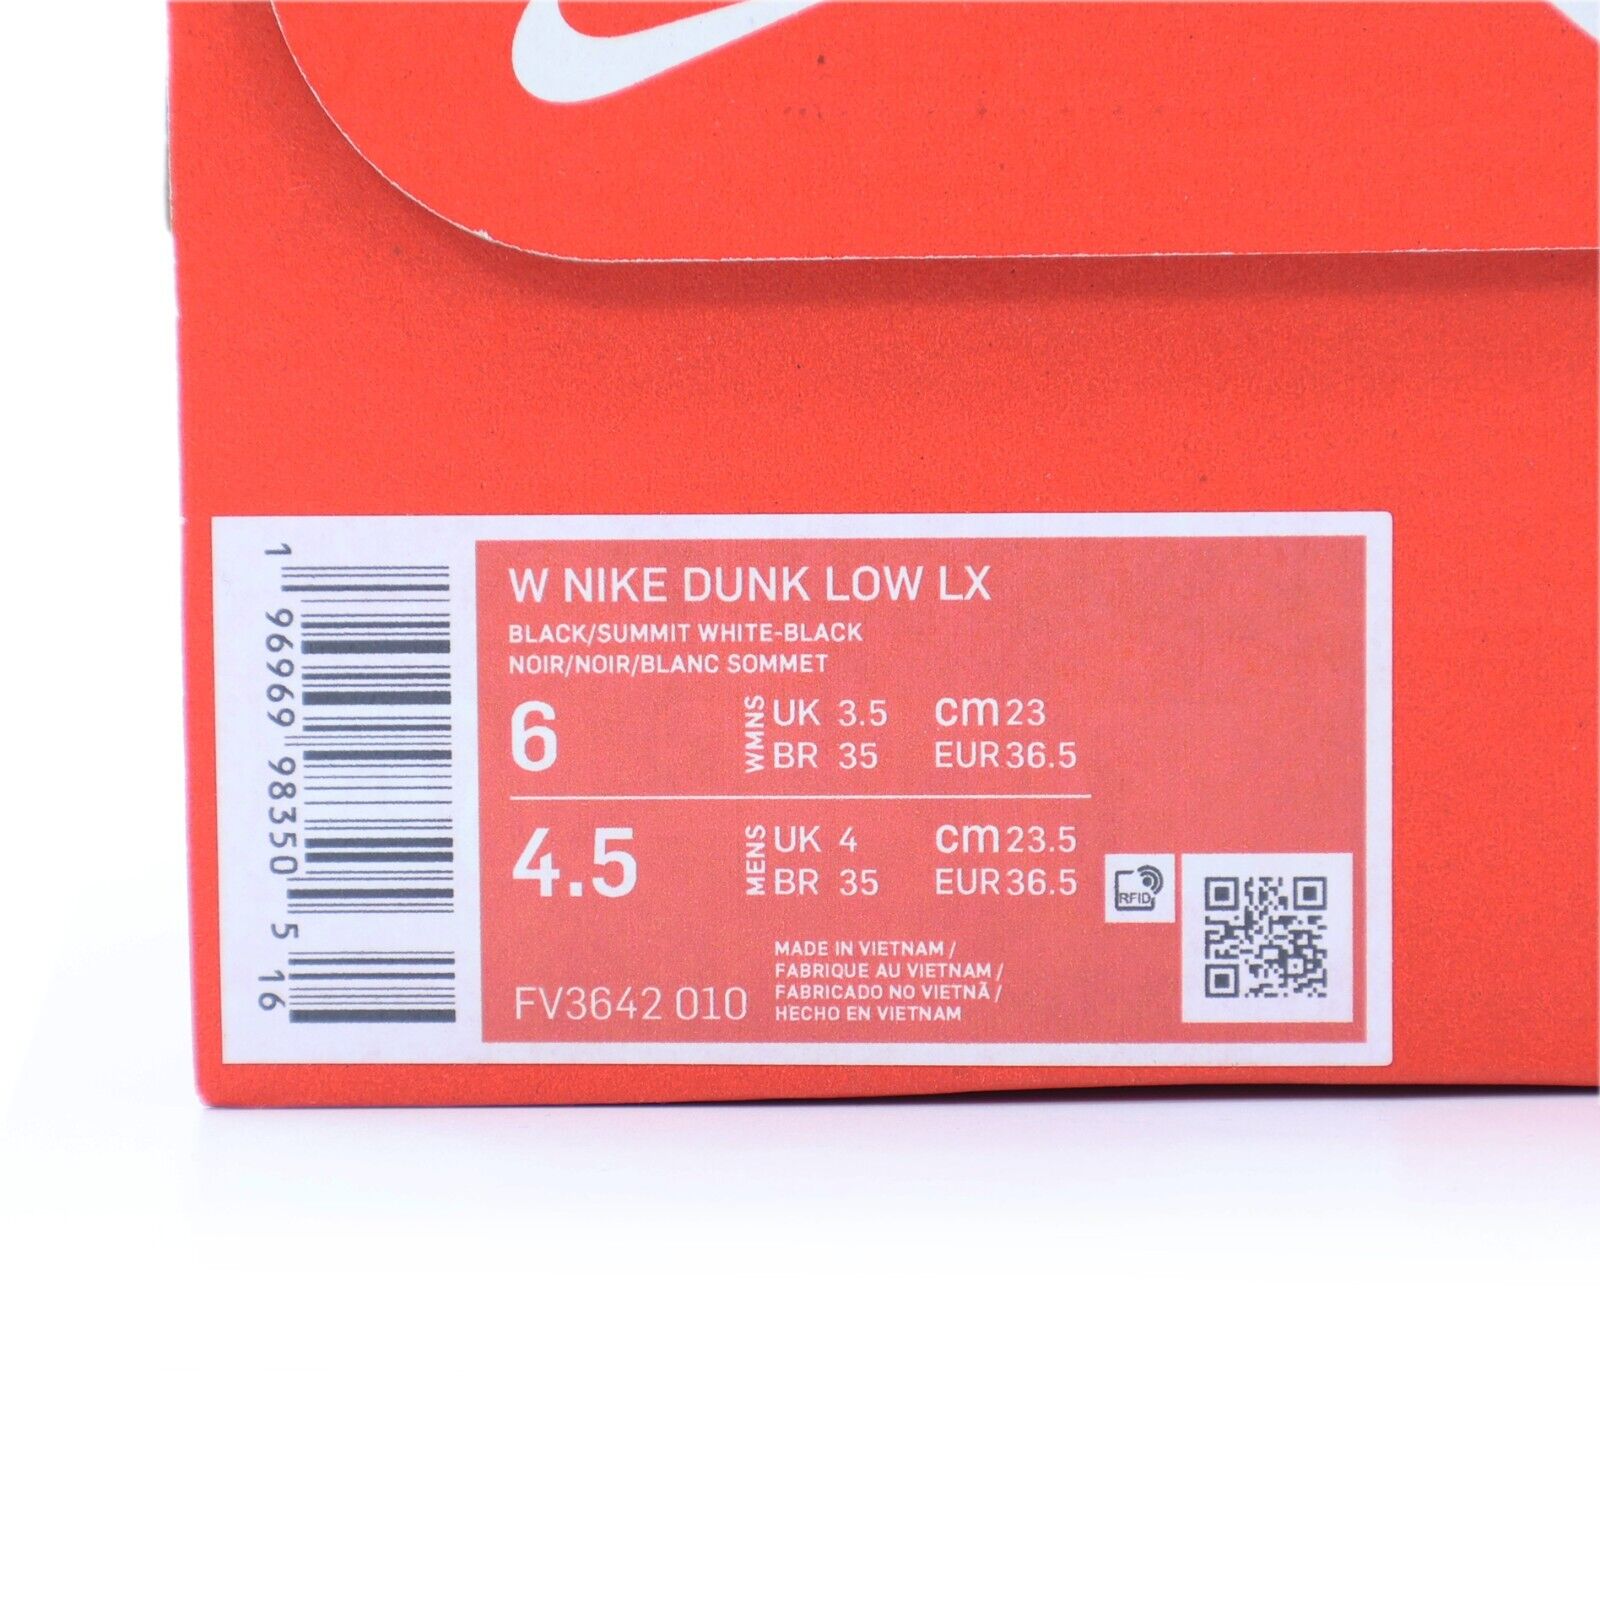 W NIKE DUNK LOW LX
BLACK/SUMMIT WHITE-BLACK
NOIR/NOIR/BLANC SOMMET
6 WMNS UK 3.5 cm 23
BR 35 EUR 36.5
4.5 MENS UK 4 cm 23.5
BR 35 EUR 36.5
RFID
MADE IN VIETNAM /
FABRIQUE AU VIETNAM /
FABRICADO NO VIETNÃ /
HECHO EN VIETNAM
FV3642 010
1 96969 98350 5 16